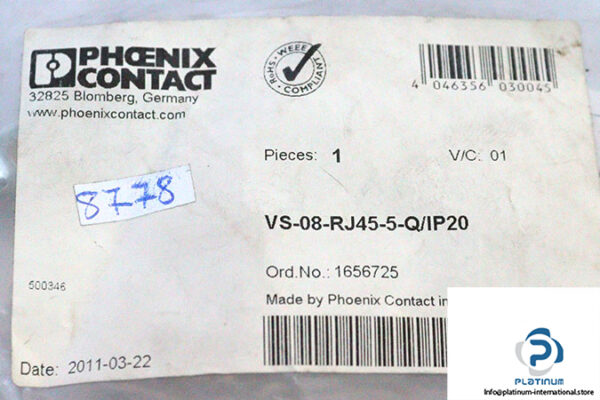 PHŒNIX
CONTACT
32825 Blomberg, Germany
www.phoenixcontact.com
WEEE
RoHS
COMPLIANT
4 046356 030045
Pieces: 1
V/C: 01
8778
VS-08-RJ45-5-Q/IP20
Ord.No.: 1656725
500346
Made by Phoenix Contact in
Date: 2011-03-22
PLATINUM
info@platinum-international.store